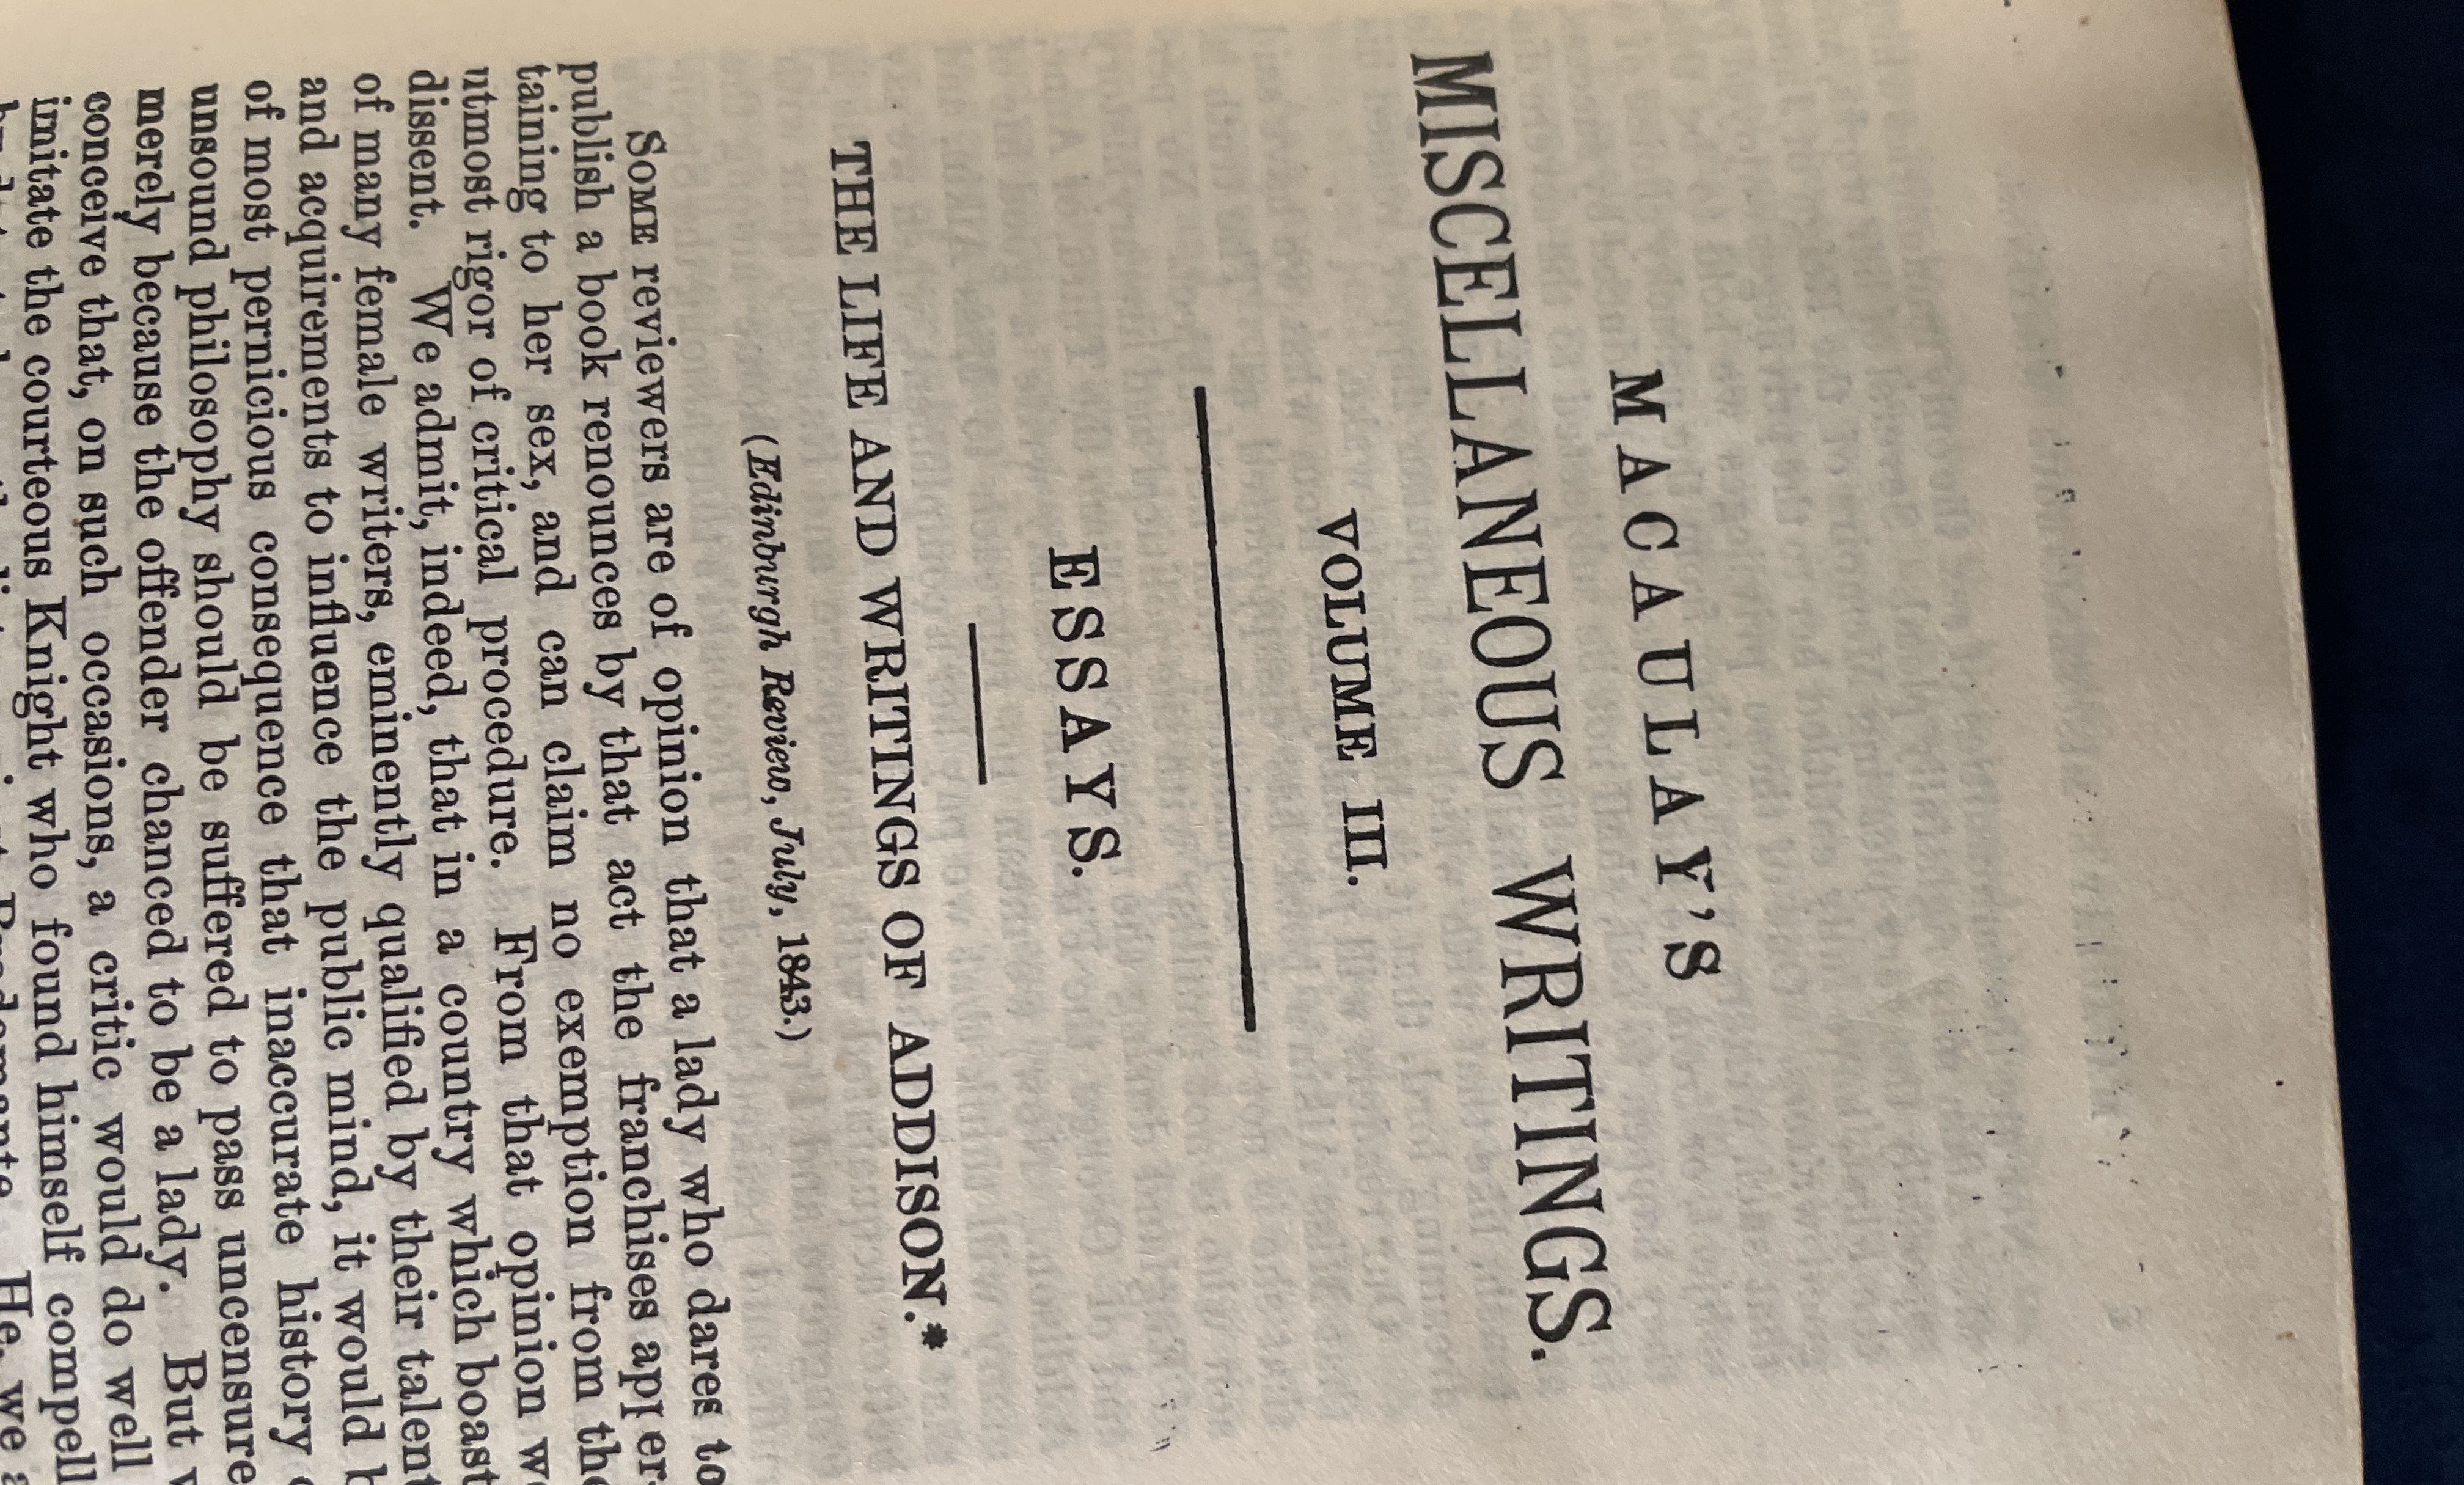 MACAULAY'S
MISCELLANEOUS WRITINGS.
VOLUME III.
ESSAYS.
THE LIFE AND WRITINGS OF ADDISON.*
(Edinburgh Review, July, 1843.)
SOME reviewers are of opinion that a lady who dares to
publish a book renounces by that act the franchises apper-
taining to her sex, and can claim no exemption from the
utmost rigor of critical procedure. From that opinion we
dissent. We admit, indeed, that in a country which boast
of many female writers, eminently qualified by their talent
and acquirements to influence the public mind, it would b
of most pernicious consequence that inaccurate history o
unsound philosophy should be suffered to pass uncensure
merely because the offender chanced to be a lady. But w
conceive that, on such occasions, a critic would do well
imitate the courteous Knight who found himself compell
He, we a